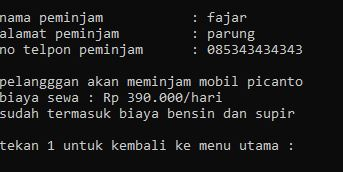 nama peminjam : fajar
alamat peminjam : parung
no telpon peminjam : 085343434343
pelangggan akan meminjam mobil picanto
biaya sewa : Rp 390.000/hari
sudah termasuk biaya bensin dan supir
tekan 1 untuk kembali ke menu utama :